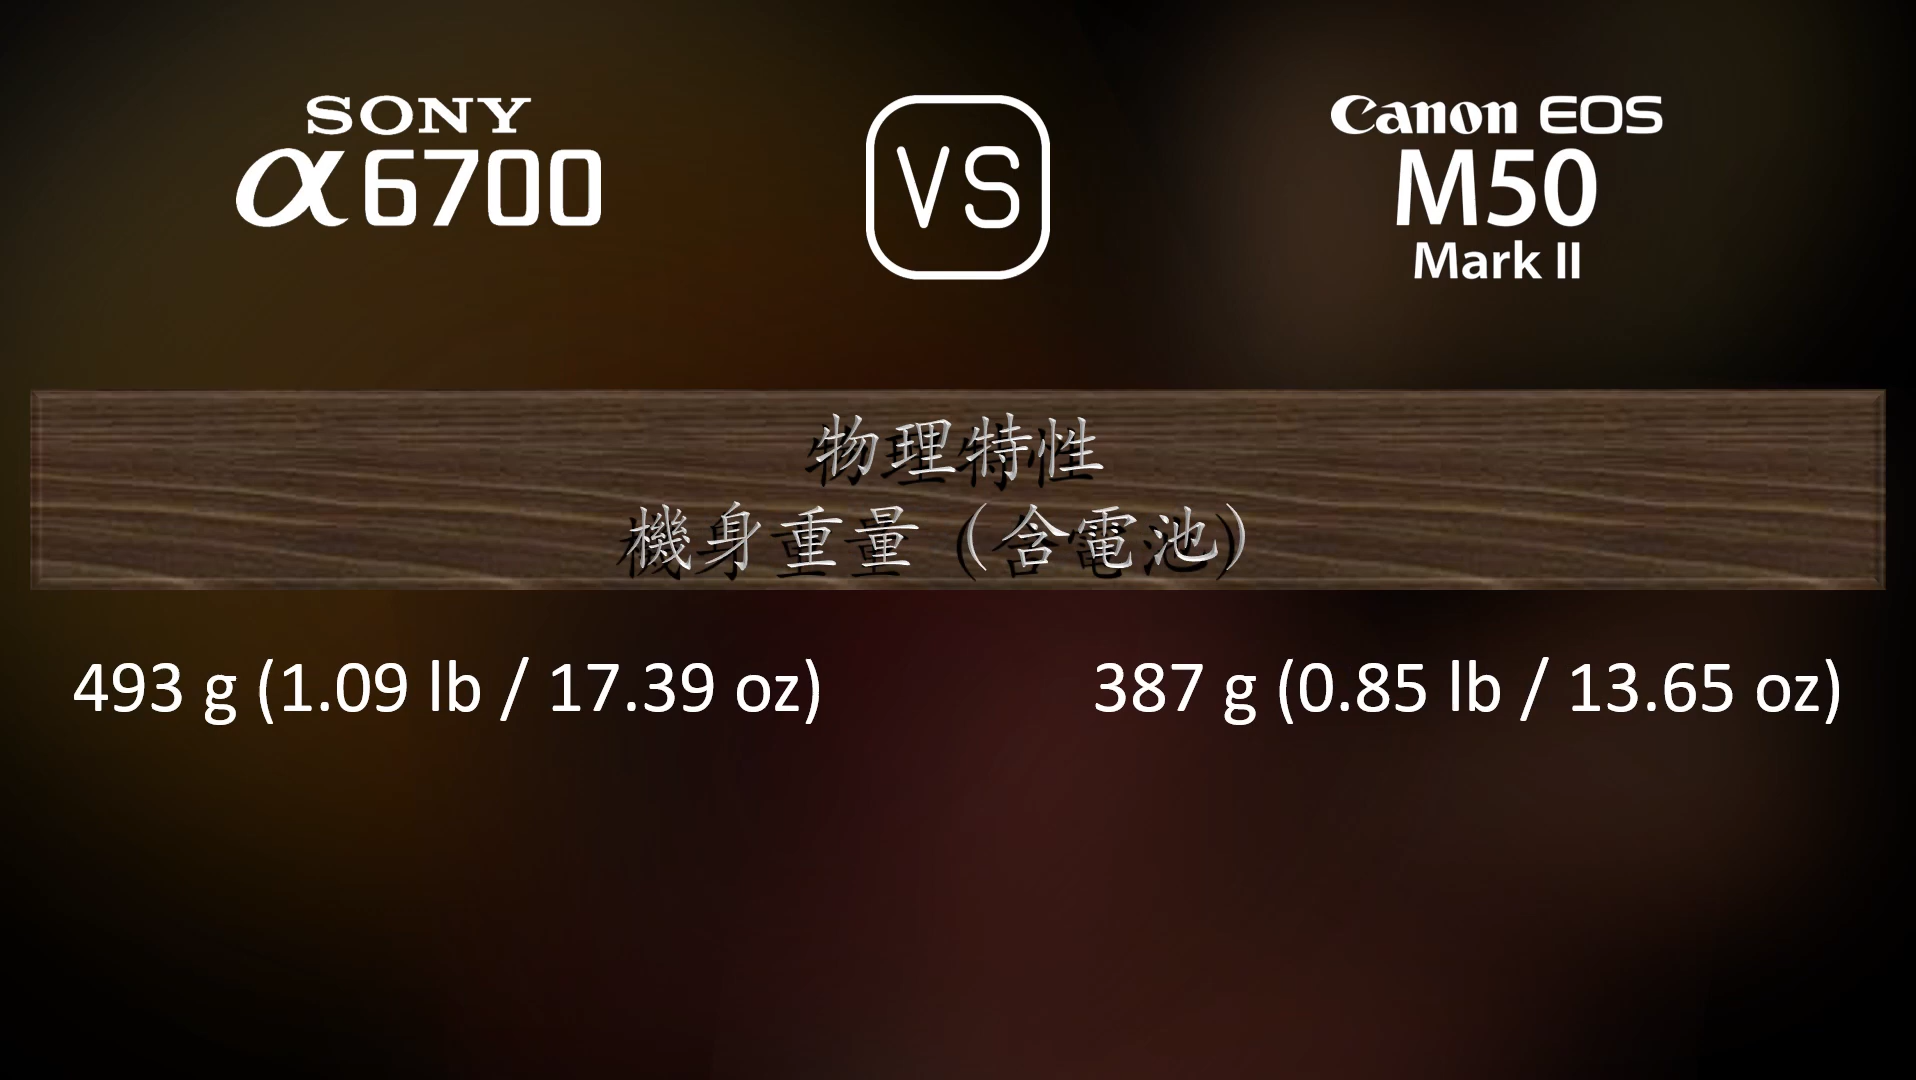 SONY
α6700
VS
Canon EOS
M50
Mark II
物理特性
機身重量（含電池）
493 g (1.09 lb / 17.39 oz)
387 g (0.85 lb / 13.65 oz)